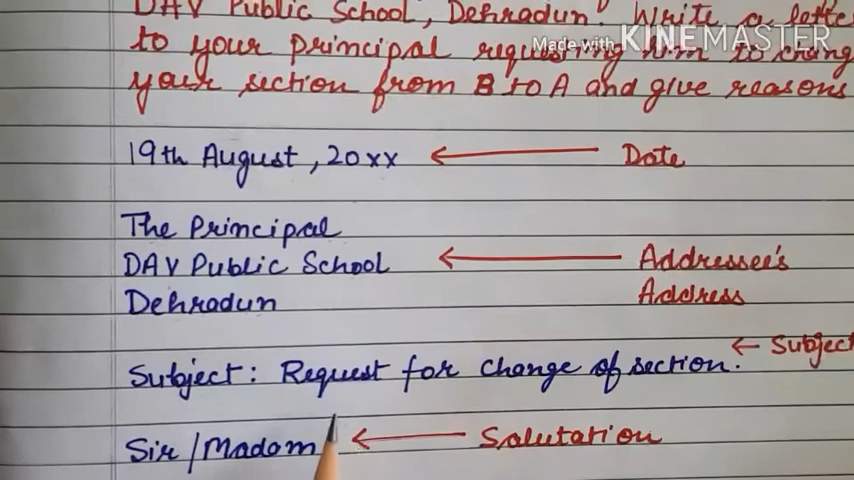 DAV Public School, Dehradun. Write a
to your principal requesting him to
your section from B to A and give reasons
Made with KINEMASTER
19th August, 20xx ← Date
The Principal
DAV Public School ← Addressee's
Dehradun Address
Subject: Request for change of section. ← Subject
Sir/Madam ← Salutation